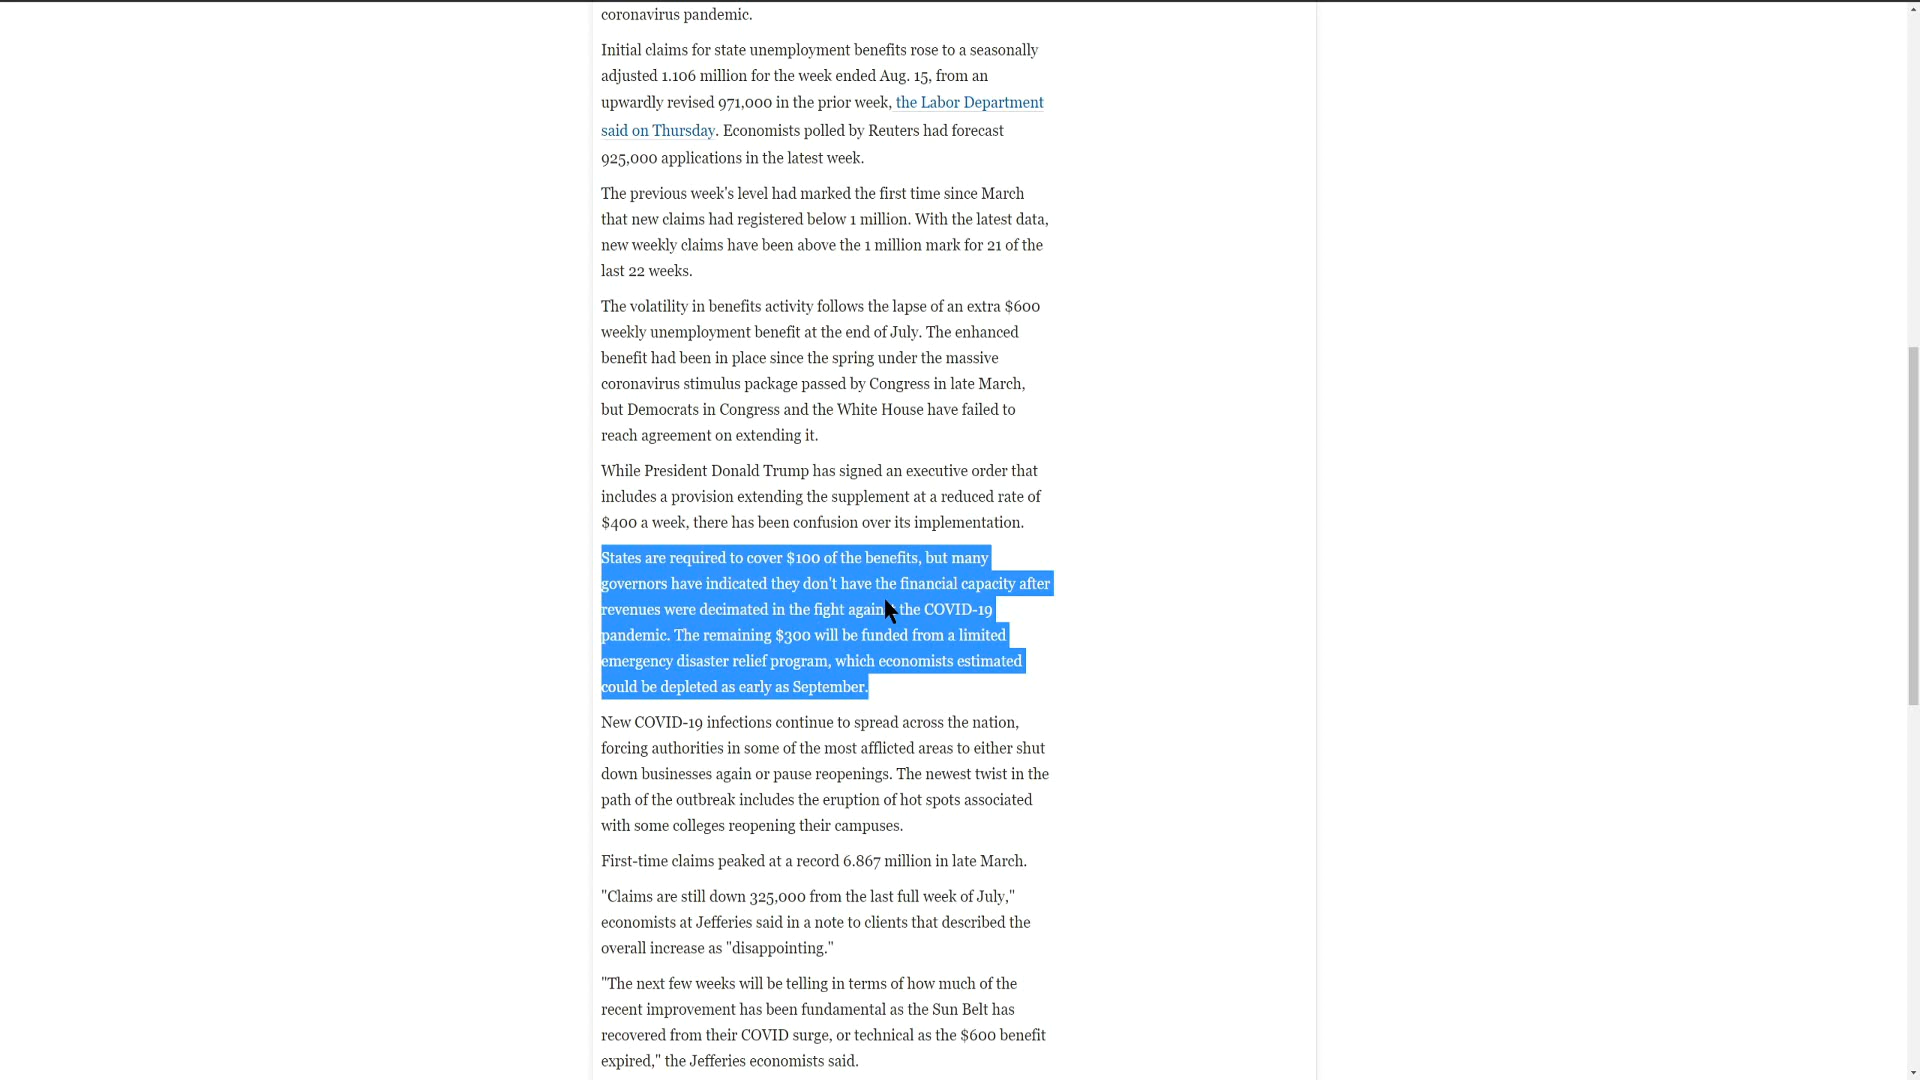 coronavirus pandemic.
Initial claims for state unemployment benefits rose to a seasonally
adjusted 1.106 million for the week ended Aug. 15, from an
upwardly revised 971,000 in the prior week, the Labor Department
said on Thursday. Economists polled by Reuters had forecast
925,000 applications in the latest week.
The previous week's level had marked the first time since March
that new claims had registered below 1 million. With the latest data,
new weekly claims have been above the 1 million mark for 21 of the
last 22 weeks.
The volatility in benefits activity follows the lapse of an extra $600
weekly unemployment benefit at the end of July. The enhanced
benefit had been in place since the spring under the massive
coronavirus stimulus package passed by Congress in late March,
but Democrats in Congress and the White House have failed to
reach agreement on extending it.
While President Donald Trump has signed an executive order that
includes a provision extending the supplement at a reduced rate of
$400 a week, there has been confusion over its implementation.
States are required to cover $100 of the benefits, but many
governors have indicated they don't have the financial capacity after
revenues were decimated in the fight against the COVID-19
pandemic. The remaining $300 will be funded from a limited
emergency disaster relief program, which economists estimated
could be depleted as early as September.
New COVID-19 infections continue to spread across the nation,
forcing authorities in some of the most afflicted areas to either shut
down businesses again or pause reopenings. The newest twist in the
path of the outbreak includes the eruption of hot spots associated
with some colleges reopening their campuses.
First-time claims peaked at a record 6.867 million in late March.
"Claims are still down 325,000 from the last full week of July,"
economists at Jefferies said in a note to clients that described the
overall increase as "disappointing."
"The next few weeks will be telling in terms of how much of the
recent improvement has been fundamental as the Sun Belt has
recovered from their COVID surge, or technical as the $600 benefit
expired," the Jefferies economists said.